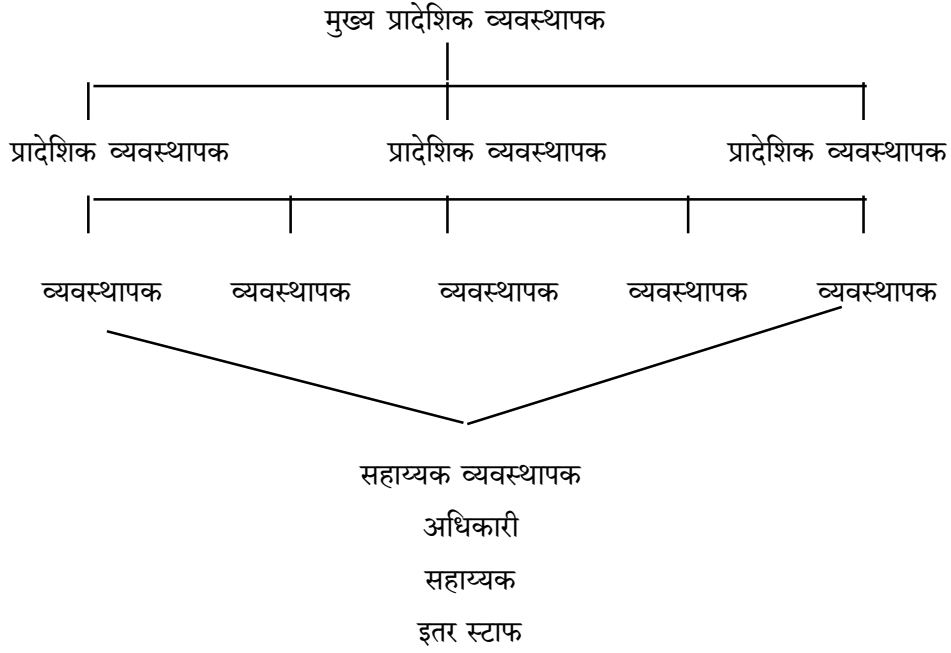 मुख्य प्रादेशिक व्यवस्थापक
प्रादेशिक व्यवस्थापक प्रादेशिक व्यवस्थापक प्रादेशिक व्यवस्थापक
व्यवस्थापक व्यवस्थापक व्यवस्थापक व्यवस्थापक व्यवस्थापक
सहाय्यक व्यवस्थापक
अधिकारी
सहाय्यक
इतर स्टाफ